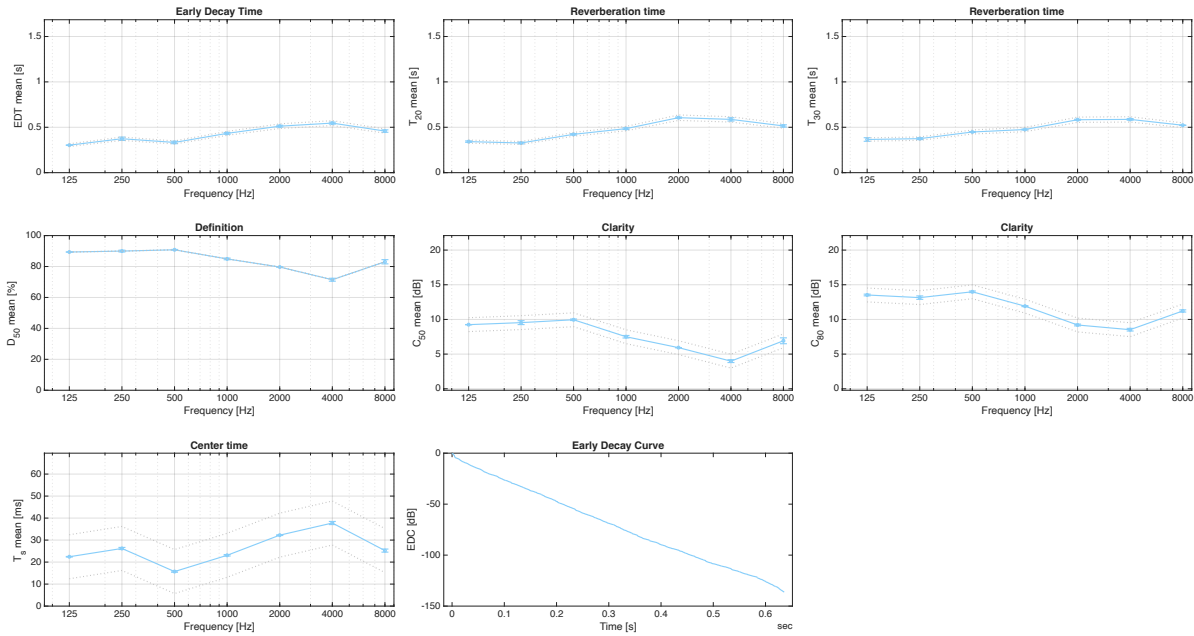 Early Decay Time
1.5
1
0.5
0
EDT mean [s]
125 250 500 1000 2000 4000 8000
Frequency [Hz]
Reverberation time
1.5
1
0.5
0
T20 mean [s]
125 250 500 1000 2000 4000 8000
Frequency [Hz]
Reverberation time
1.5
1
0.5
0
T30 mean [s]
125 250 500 1000 2000 4000 8000
Frequency [Hz]
Definition
100
80
60
40
20
0
D50 mean [%]
125 250 500 1000 2000 4000 8000
Frequency [Hz]
Clarity
20
15
10
5
0
C50 mean [dB]
125 250 500 1000 2000 4000 8000
Frequency [Hz]
Clarity
20
15
10
5
0
C80 mean [dB]
125 250 500 1000 2000 4000 8000
Frequency [Hz]
Center time
60
50
40
30
20
10
0
Ts mean [ms]
125 250 500 1000 2000 4000 8000
Frequency [Hz]
Early Decay Curve
0
-50
-100
-150
EDC [dB]
0 0.1 0.2 0.3 0.4 0.5 0.6
Time [s] sec